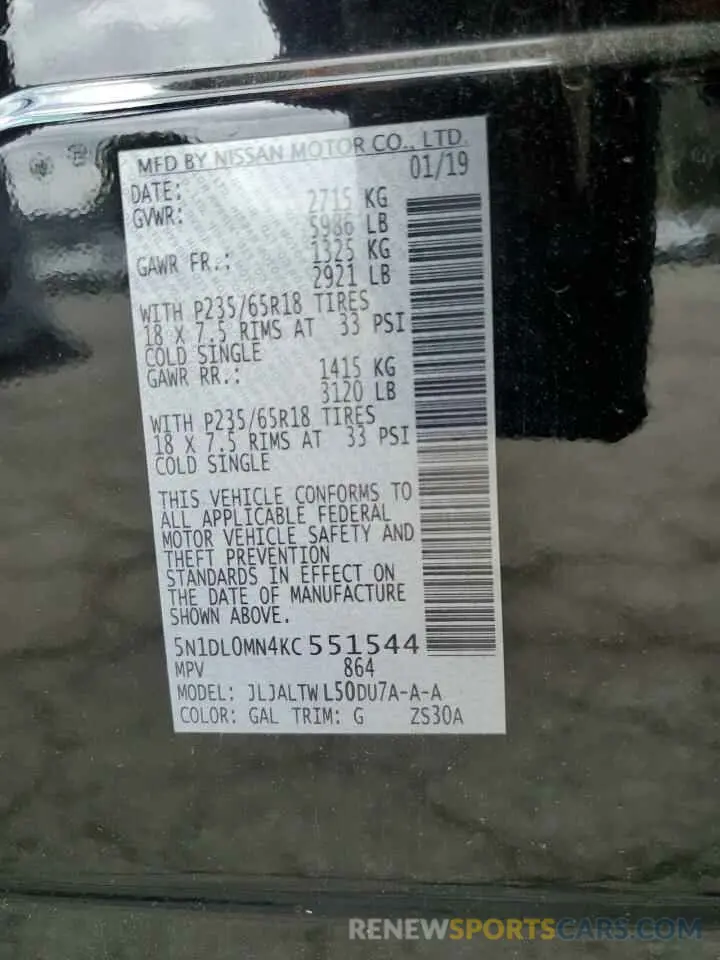 MFD BY NISSAN MOTOR CO., LTD.
DATE: 01/19
GVWR: 2715 KG
5986 LB
GAWR FR.: 1325 KG
2921 LB
WITH P235/65R18 TIRES
18 X 7.5 RIMS AT 33 PSI
COLD SINGLE
GAWR RR.: 1415 KG
3120 LB
WITH P235/65R18 TIRES
18 X 7.5 RIMS AT 33 PSI
COLD SINGLE
THIS VEHICLE CONFORMS TO
ALL APPLICABLE FEDERAL
MOTOR VEHICLE SAFETY AND
THEFT PREVENTION
STANDARDS IN EFFECT ON
THE DATE OF MANUFACTURE
SHOWN ABOVE.
5N1DL0MN4KC551544
MPV 864
MODEL: JLJALTWL50DU7A-A-A
COLOR: GAL TRIM: G ZS30A
RENEWSPORTSCARS.COM